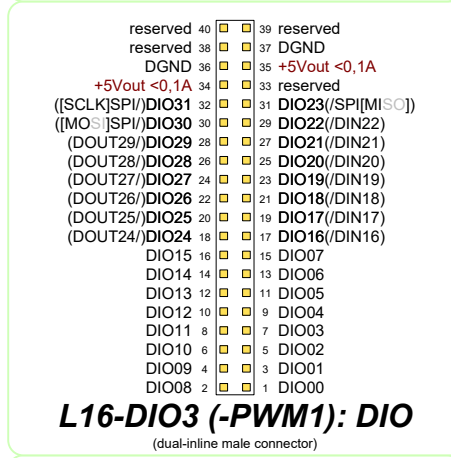 reserved 40 39 reserved
reserved 38 37 DGND
DGND 36 35 +5Vout <0,1A
+5Vout <0,1A 34 33 reserved
([SCLK]SPI/)DIO31 32 31 DIO23(/SPI[MISO])
([MOSI]SPI/)DIO30 30 29 DIO22(/DIN22)
(DOUT29/)DIO29 28 27 DIO21(/DIN21)
(DOUT28/)DIO28 26 25 DIO20(/DIN20)
(DOUT27/)DIO27 24 23 DIO19(/DIN19)
(DOUT26/)DIO26 22 21 DIO18(/DIN18)
(DOUT25/)DIO25 20 19 DIO17(/DIN17)
(DOUT24/)DIO24 18 17 DIO16(/DIN16)
DIO15 16 15 DIO07
DIO14 14 13 DIO06
DIO13 12 11 DIO05
DIO12 10 9 DIO04
DIO11 8 7 DIO03
DIO10 6 5 DIO02
DIO09 4 3 DIO01
DIO08 2 1 DIO00
L16-DIO3 (-PWM1): DIO
(dual-inline male connector)